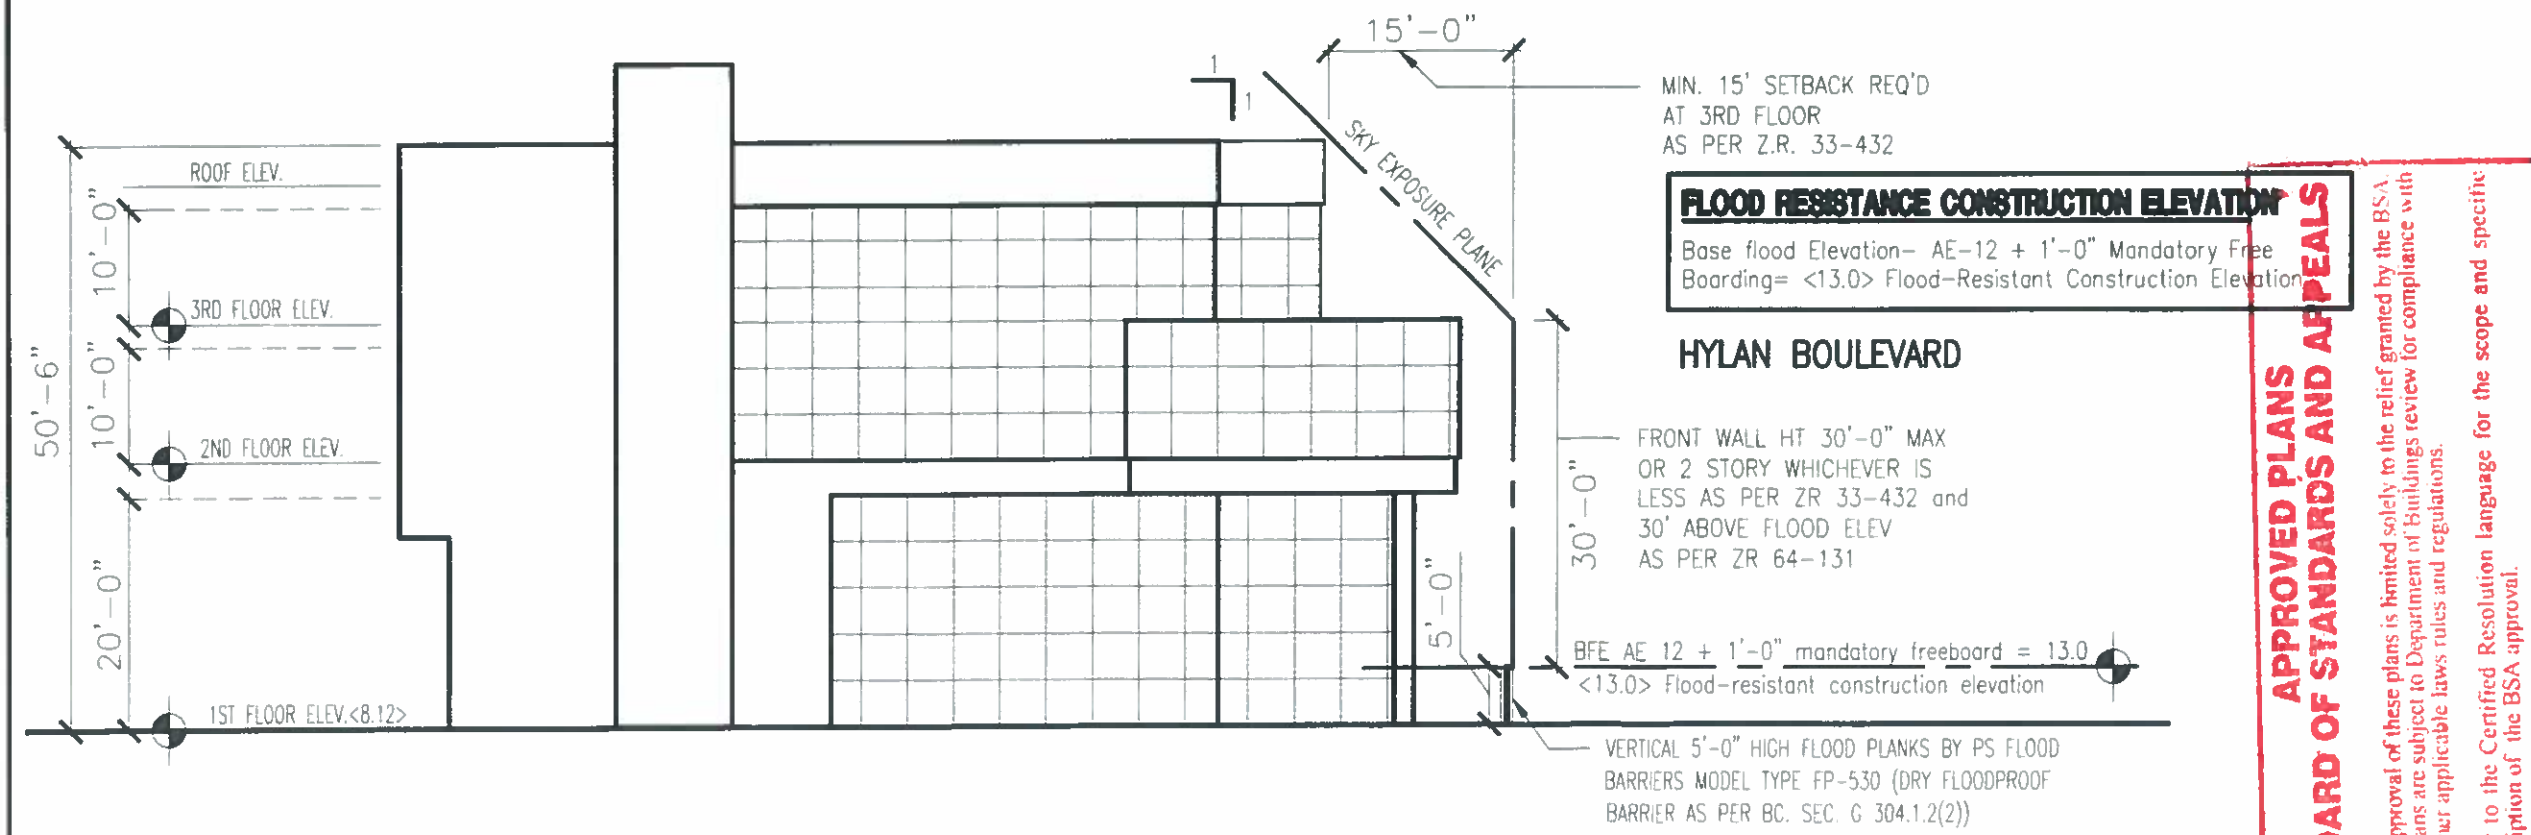 15'-0"
1
1
SKY EXPOSURE PLANE
MIN. 15' SETBACK REQ'D
AT 3RD FLOOR
AS PER Z.R. 33-432
FLOOD RESISTANCE CONSTRUCTION ELEVATION
Base flood Elevation- AE-12 + 1'-0" Mandatory Free
Boarding= <13.0> Flood-Resistant Construction Elevation
HYLAN BOULEVARD
ROOF ELEV.
10'-0"
3RD FLOOR ELEV.
50'-6"
10'-0"
2ND FLOOR ELEV.
20'-0"
1ST FLOOR ELEV.<8.12>
FRONT WALL HT 30'-0" MAX
OR 2 STORY WHICHEVER IS
LESS AS PER ZR 33-432 and
30' ABOVE FLOOD ELEV
AS PER ZR 64-131
30'-0"
5'-0"
BFE AE 12 + 1'-0" mandatory freeboard = 13.0
<13.0> Flood-resistant construction elevation
VERTICAL 5'-0" HIGH FLOOD PLANKS BY PS FLOOD
BARRIERS MODEL TYPE FP-530 (DRY FLOODPROOF
BARRIER AS PER BC. SEC. G 304.1.2(2))
APPROVED PLANS
OF STANDARDS AND APPEALS
of these plans is limited solely to the relief granted by the BSA.
are subject to Department of Buildings review for compliance with
applicable laws rules and regulations.
to the Certified Resolution language for the scope and specific
of the BSA approval.